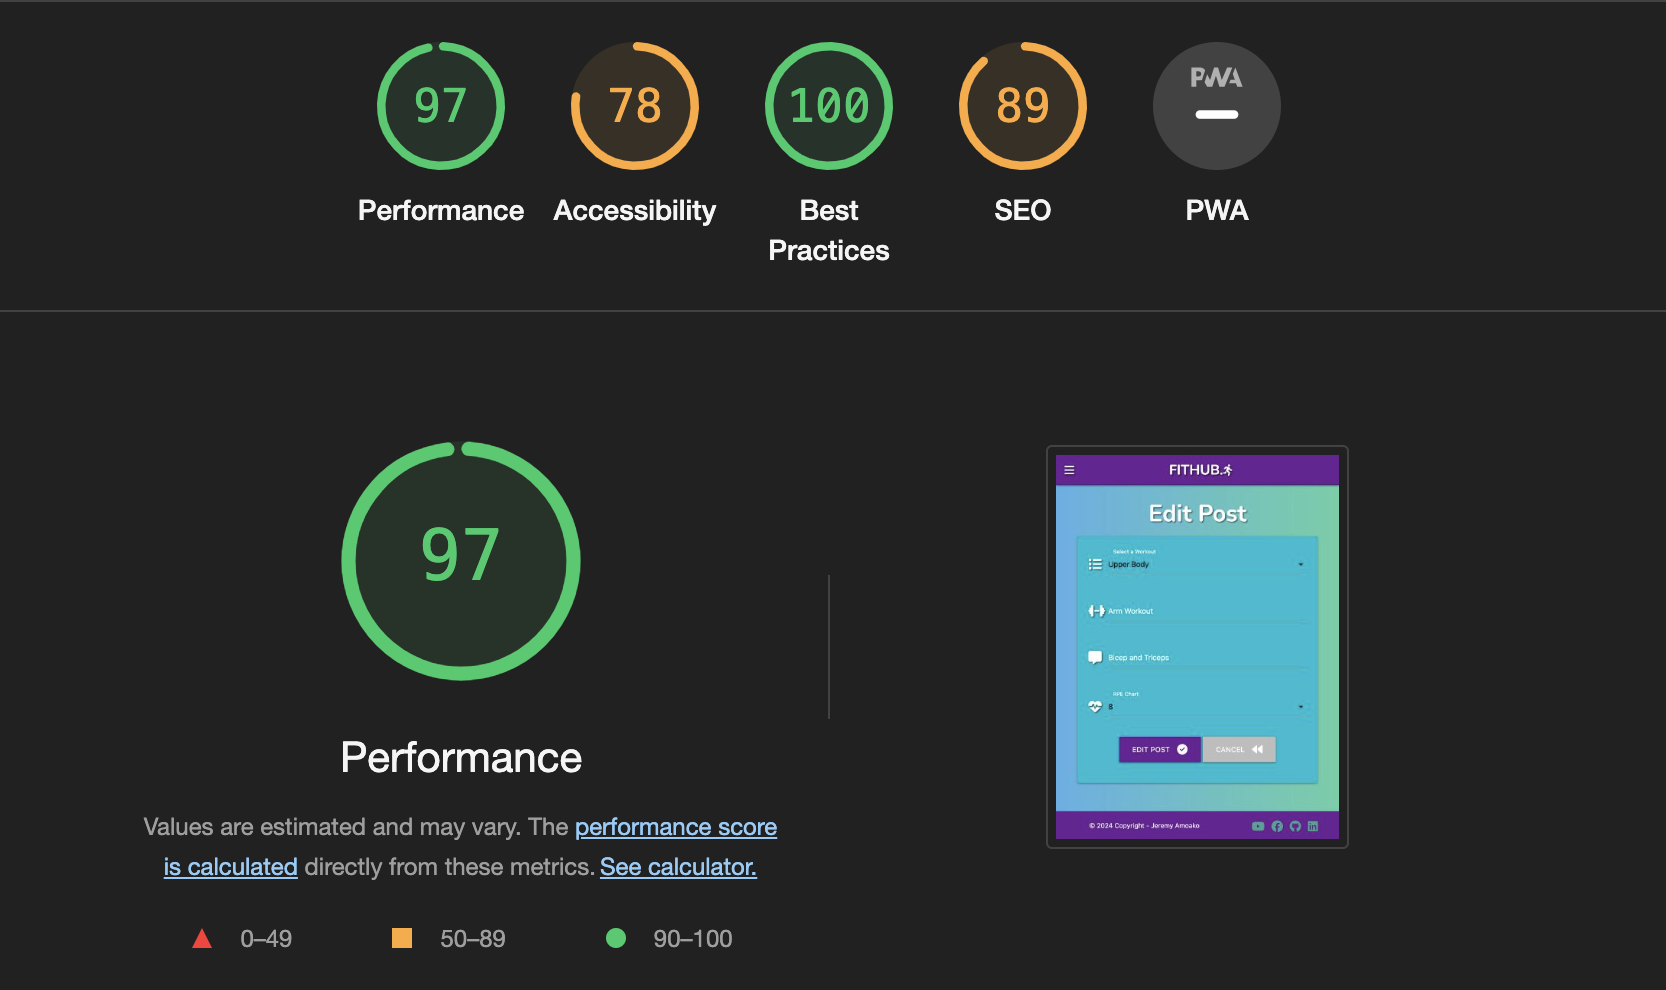 97
78
100
89
PWA
Performance
Accessibility
Best
Practices
SEO
PWA
97
Performance
Values are estimated and may vary. The performance score
is calculated directly from these metrics. See calculator.
0–49
50–89
90–100
FITHUB.
Edit Post
Select a Workout
Upper Body
Arm Workout
Bicep and Triceps
RPE Chart
8
EDIT POST
CANCEL
© 2024 Copyright - Jeremy Amoako